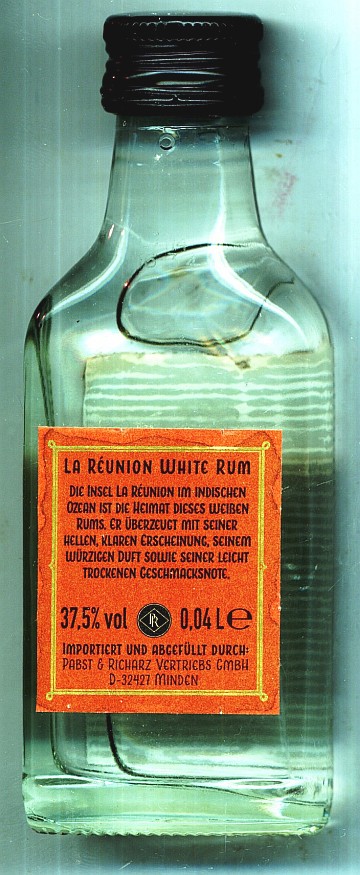 La Réunion White Rum
Die Insel La Réunion im Indischen
Ozean ist die Heimat dieses weißen
Rums. Er überzeugt mit seiner
hellen, klaren Erscheinung, seinem
würzigen Duft sowie seiner leicht
trockenen Geschmacksnote.
37.5% vol PR 0,04 L e
Importiert und abgefüllt durch:
Pabst & Richarz Vertriebs GmbH
D-32427 Minden